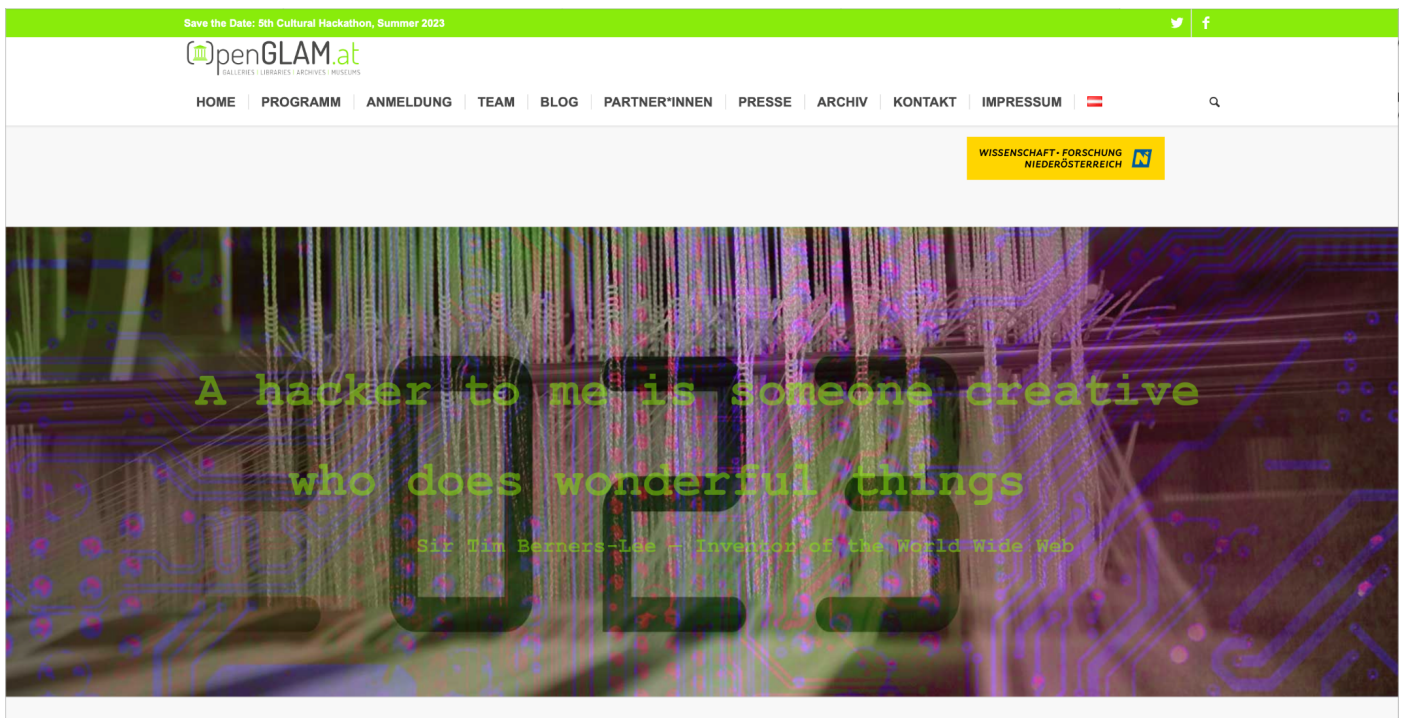 Save the Date: 5th Cultural Hackathon, Summer 2023
OpenGLAM.at
GALLERIES | LIBRARIES | ARCHIVES | MUSEUMS
HOME PROGRAMM ANMELDUNG TEAM BLOG PARTNER*INNEN PRESSE ARCHIV KONTAKT IMPRESSUM
WISSENSCHAFT · FORSCHUNG
NIEDERÖSTERREICH
A hacker to me is someone creative
who does wonderful things
Sir Tim Berners-Lee – Inventor of the World Wide Web
2023